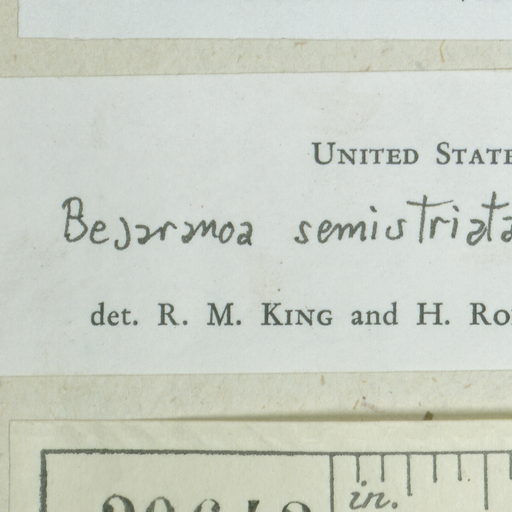 UNITED STATE
Bejaranoa semistriata
det. R. M. KING and H. Ro
in.